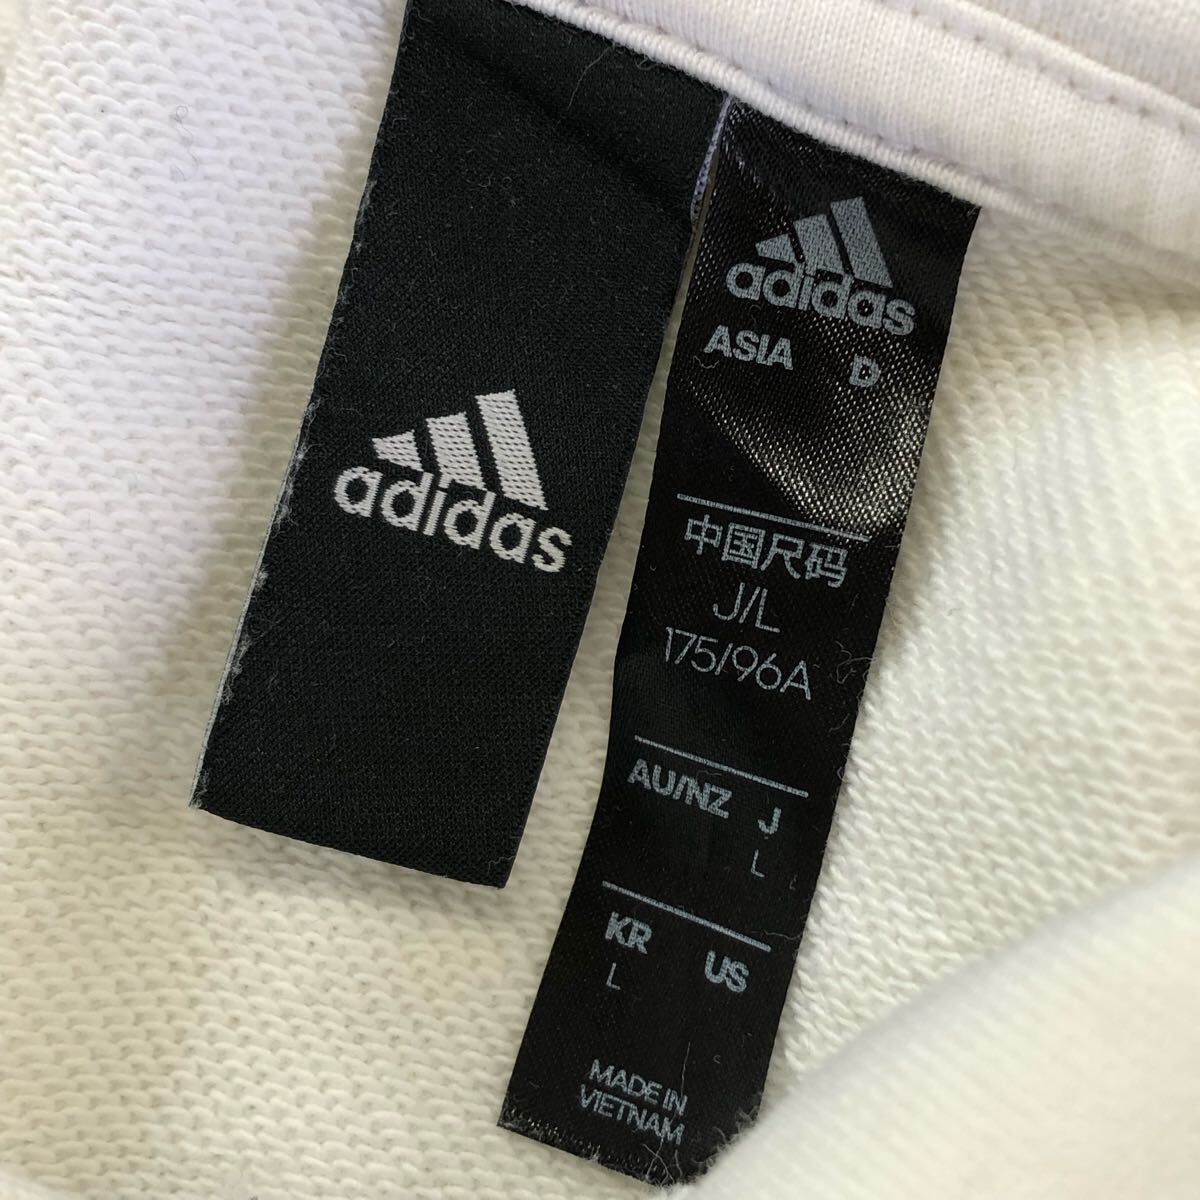 adidas
adidas
ASIA D
中国尺码
J/L
175/96A
AU/NZ J
L
KR US
L
MADE IN
VIETNAM